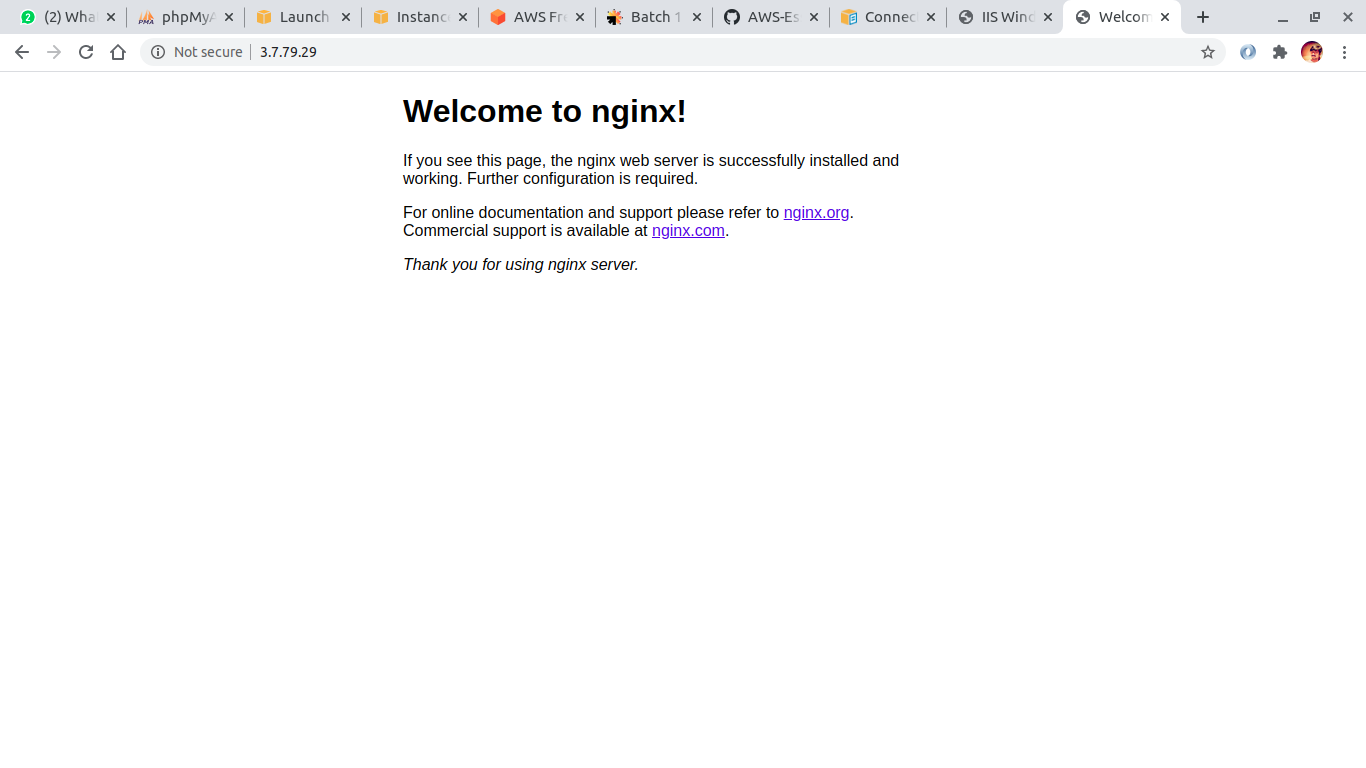 2 (2) Wha
PMA phpMyA
Launch
Instance
AWS Fre
Batch 1
AWS-Es
Connec
IIS Wind
Welcom
Not secure 3.7.79.29
Welcome to nginx!
If you see this page, the nginx web server is successfully installed and
working. Further configuration is required.
For online documentation and support please refer to nginx.org.
Commercial support is available at nginx.com.
Thank you for using nginx server.